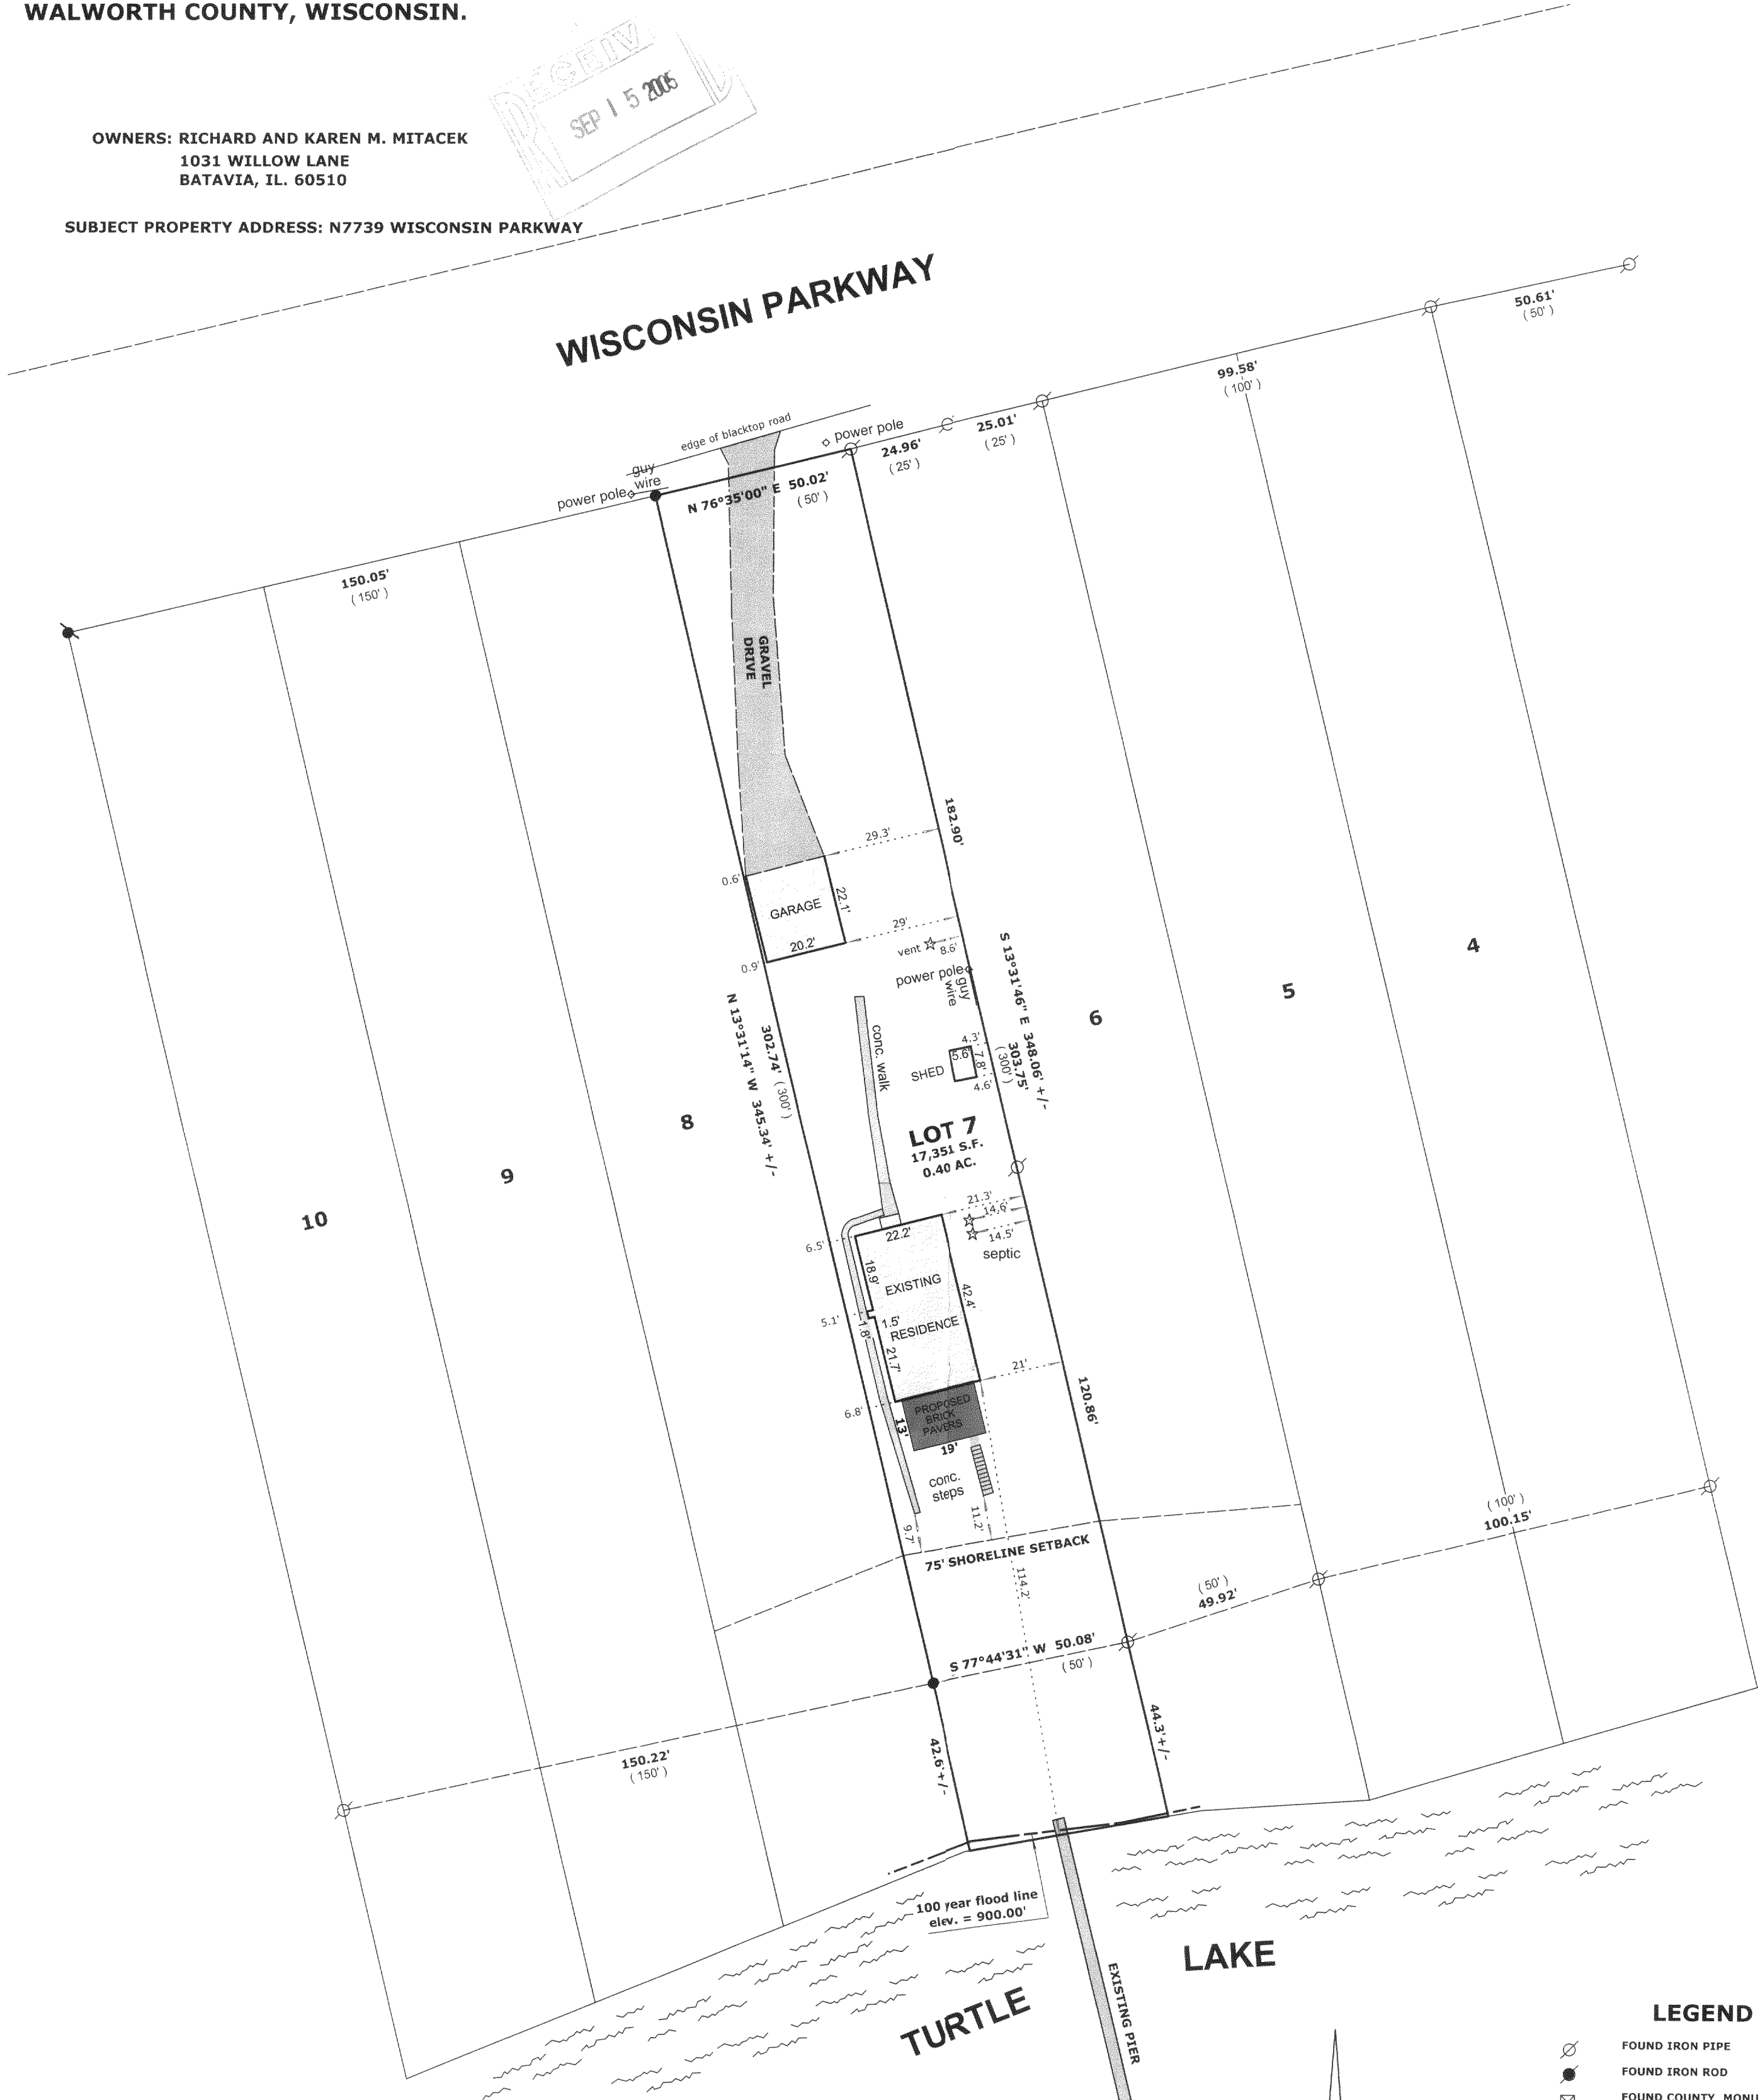 WALWORTH COUNTY, WISCONSIN.
SEP 15 2005
OWNERS: RICHARD AND KAREN M. MITACEK
1031 WILLOW LANE
BATAVIA, IL. 60510
SUBJECT PROPERTY ADDRESS: N7739 WISCONSIN PARKWAY
WISCONSIN PARKWAY
50.61'
( 50' )
99.58'
( 100' )
25.01'
( 25' )
24.96'
( 25' )
edge of blacktop road
power pole
guy
wire
power pole
N 76°35'00" E 50.02'
( 50' )
150.05'
( 150' )
GRAVEL
DRIVE
182.90'
29.3'
0.6'
GARAGE
22.1'
20.2'
29'
vent
8.6'
0.9'
power pole
guy
wire
S 13°31'46" E 348.06' +/-
303.75'
( 300' )
N 13°31'14" W 345.34' +/-
302.74' ( 300' )
conc. walk
4.3'
5.6'
7.8'
SHED
4.6'
4
5
6
8
9
10
LOT 7
17,351 S.F.
0.40 AC.
21.3'
14.6'
14.5'
septic
6.5'
22.2'
18.9'
EXISTING
RESIDENCE
42.4'
5.1'
1.8'
1.5'
21.7'
21'
6.8'
PROPOSED
BRICK
PAVERS
13'
19'
120.86'
conc.
steps
9.7'
11.2'
75' SHORELINE SETBACK
114.2'
( 100' )
100.15'
( 50' )
49.92'
S 77°44'31" W 50.08'
( 50' )
150.22'
( 150' )
42.6'+/-
44.3'+/-
100 year flood line
elev. = 900.00'
EXISTING PIER
TURTLE
LAKE
LEGEND
FOUND IRON PIPE
FOUND IRON ROD
FOUND COUNTY